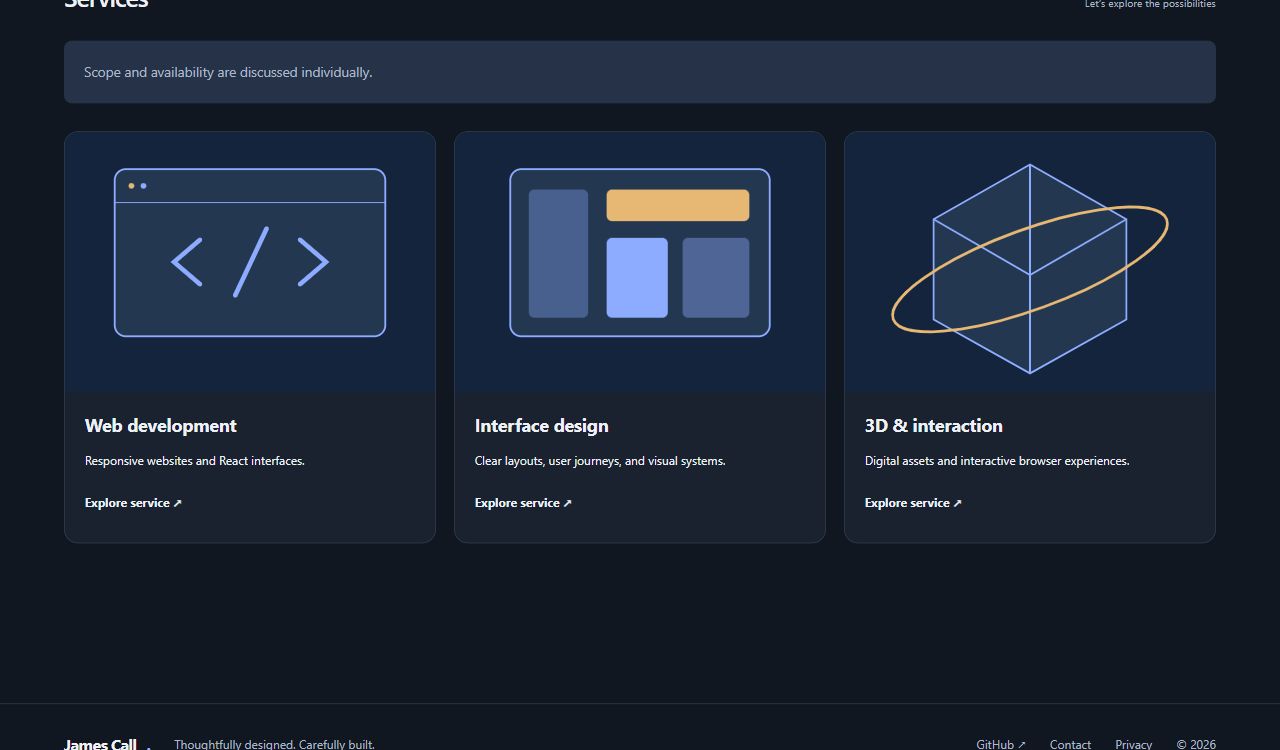 Services
Let's explore the possibilities
Scope and availability are discussed individually.
Web development
Responsive websites and React interfaces.
Explore service ↗
Interface design
Clear layouts, user journeys, and visual systems.
Explore service ↗
3D & interaction
Digital assets and interactive browser experiences.
Explore service ↗
James Call
Thoughtfully designed. Carefully built.
GitHub ↗
Contact
Privacy
© 2026